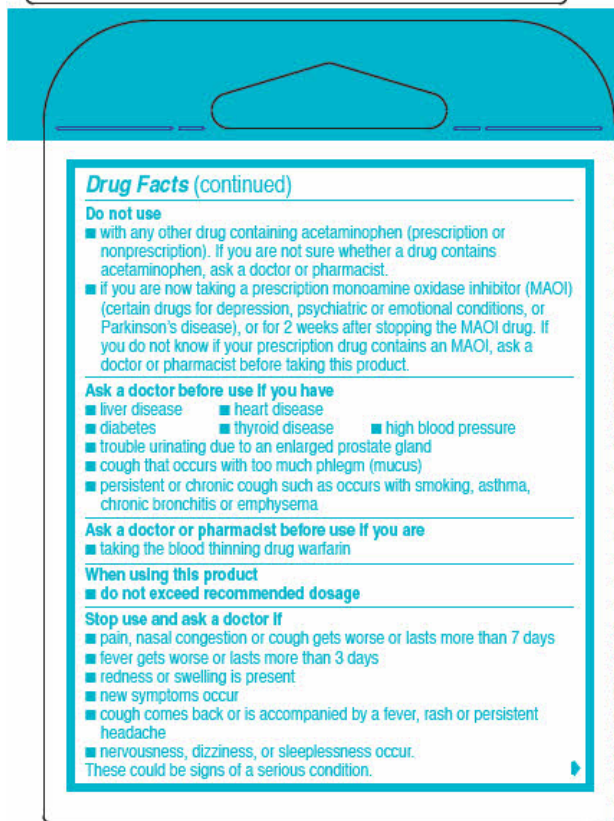 Drug Facts (continued)
Do not use
■ with any other drug containing acetaminophen (prescription or
nonprescription). If you are not sure whether a drug contains
acetaminophen, ask a doctor or pharmacist.
■ if you are now taking a prescription monoamine oxidase inhibitor (MAOI)
(certain drugs for depression, psychiatric or emotional conditions, or
Parkinson's disease), or for 2 weeks after stopping the MAOI drug. If
you do not know if your prescription drug contains an MAOI, ask a
doctor or pharmacist before taking this product.
Ask a doctor before use if you have
■ liver disease ■ heart disease
■ diabetes ■ thyroid disease ■ high blood pressure
■ trouble urinating due to an enlarged prostate gland
■ cough that occurs with too much phlegm (mucus)
■ persistent or chronic cough such as occurs with smoking, asthma,
chronic bronchitis or emphysema
Ask a doctor or pharmacist before use if you are
■ taking the blood thinning drug warfarin
When using this product
■ do not exceed recommended dosage
Stop use and ask a doctor if
■ pain, nasal congestion or cough gets worse or lasts more than 7 days
■ fever gets worse or lasts more than 3 days
■ redness or swelling is present
■ new symptoms occur
■ cough comes back or is accompanied by a fever, rash or persistent
headache
■ nervousness, dizziness, or sleeplessness occur.
These could be signs of a serious condition.